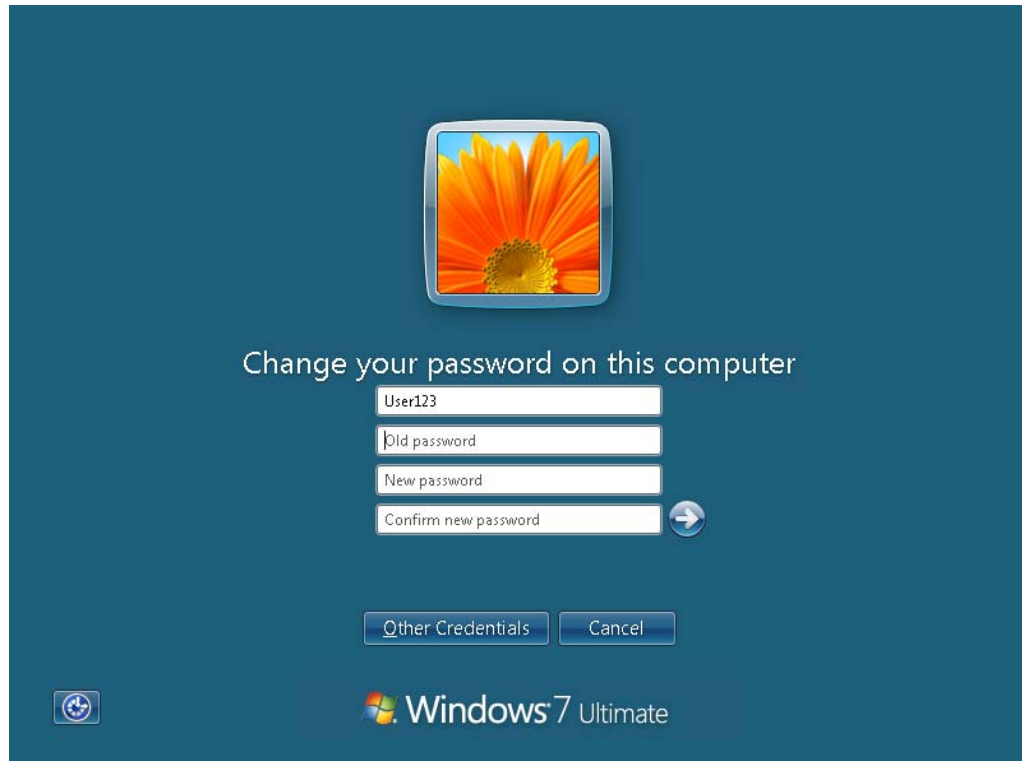 Change your password on this computer
User123
Old password
New password
Confirm new password
Other Credentials
Cancel
Windows 7 Ultimate